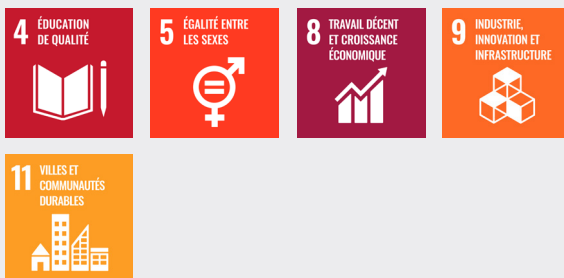 4 ÉDUCATION
DE QUALITÉ
5 ÉGALITÉ ENTRE
LES SEXES
8 TRAVAIL DÉCENT
ET CROISSANCE
ÉCONOMIQUE
9 INDUSTRIE,
INNOVATION ET
INFRASTRUCTURE
11 VILLES ET
COMMUNAUTÉS
DURABLES